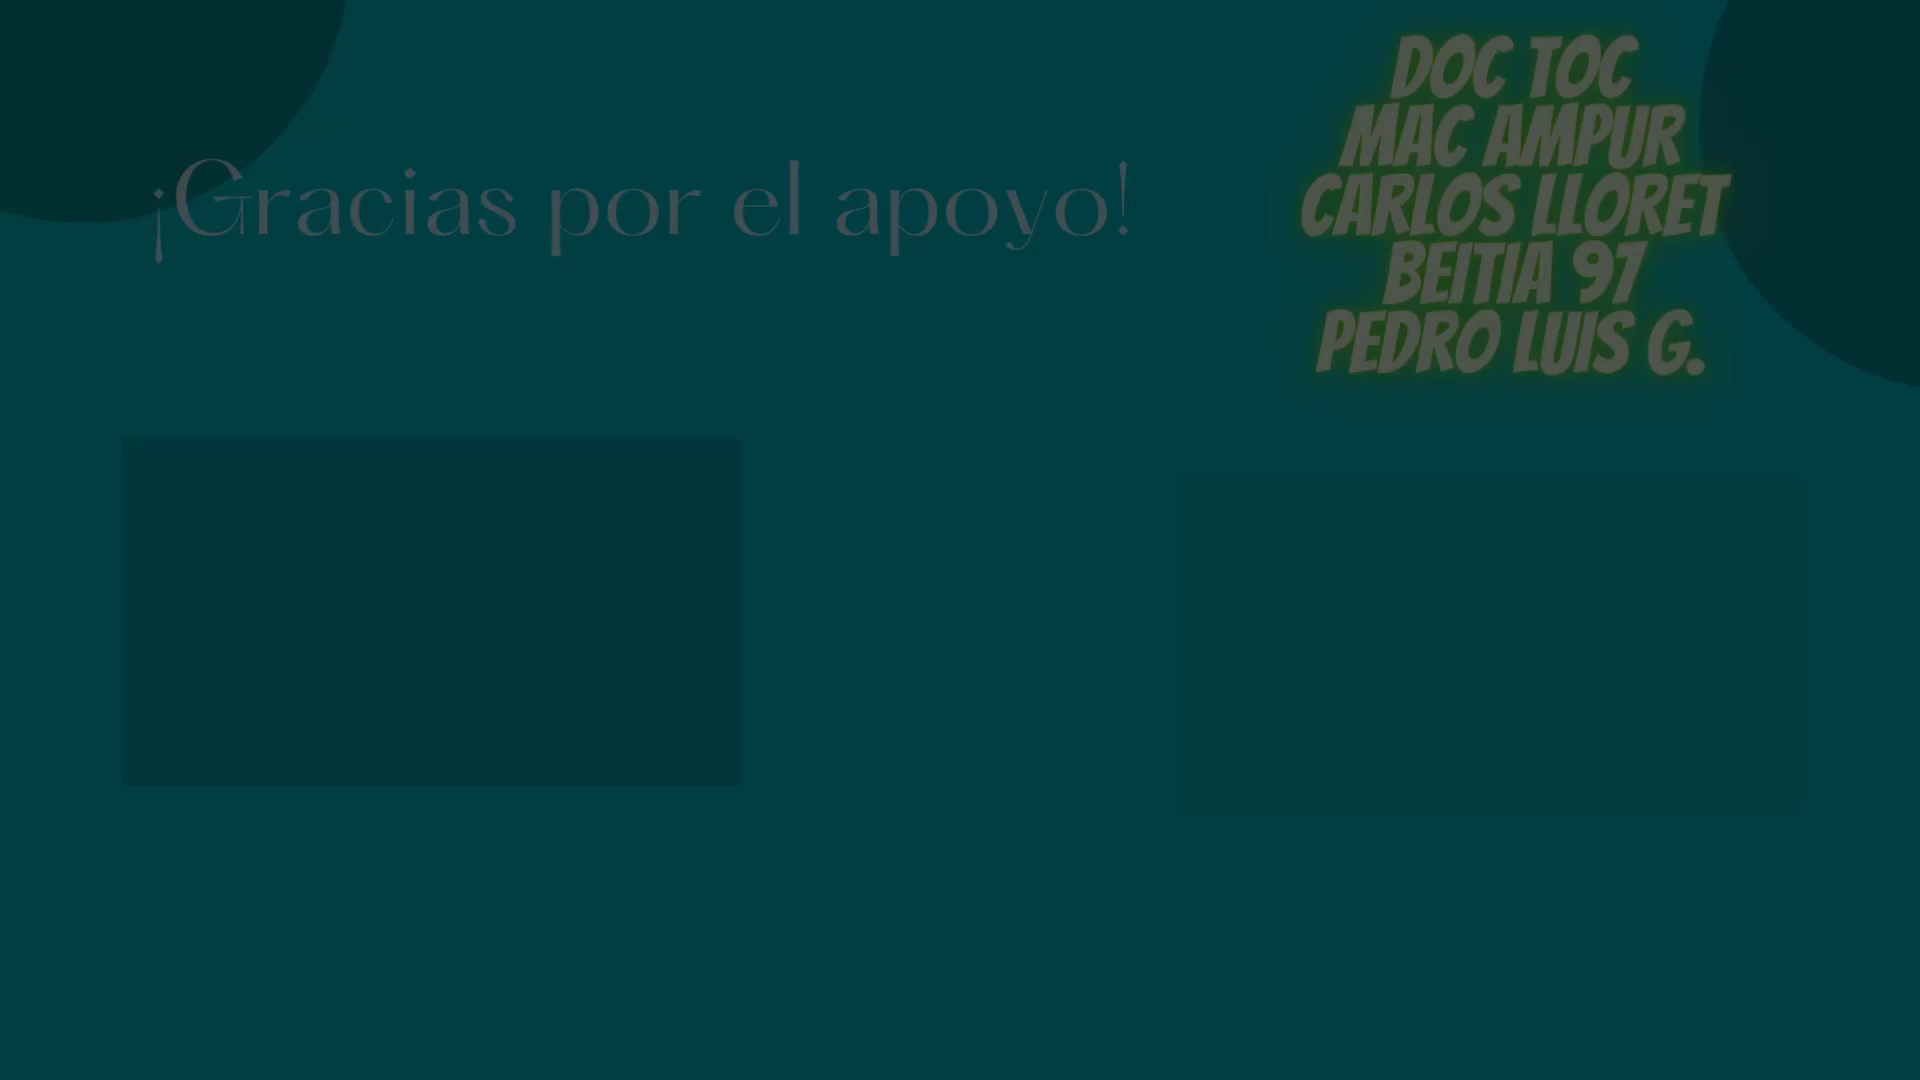 ¡Gracias por el apoyo!
DOC TOC
MAC AMPUR
CARLOS LLORET
BEITIA 97
PEDRO LUIS G.